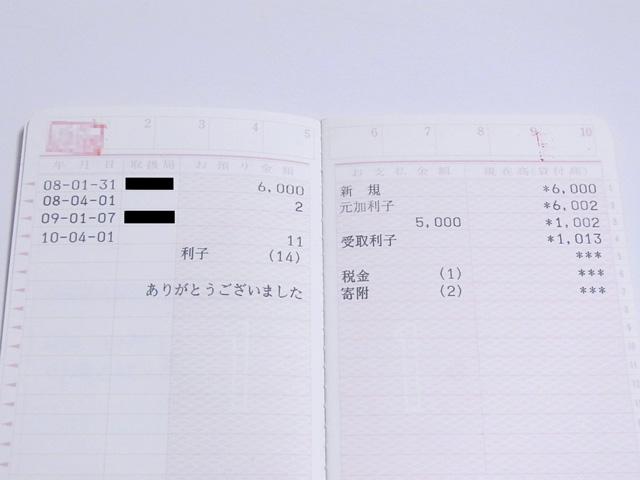 2 3 4 5
年月日 取扱局 お預り金額
08-01-31 6,000
08-04-01 2
09-01-07
10-04-01 11
利子 (14)
ありがとうございました
6 7 8 9 10
お支払金額 現在高(貸付高)
新規 *6,000
元加利子 *6,002
5,000 *1,002
受取利子 *1,013
***
税金 (1) ***
寄附 (2) ***